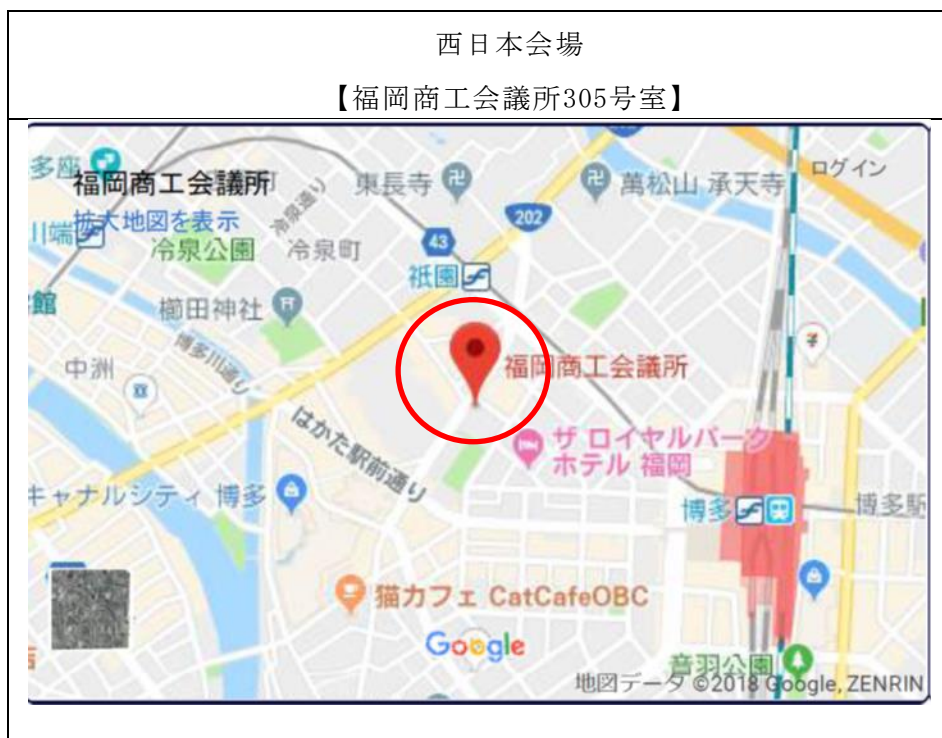 西日本会場
【福岡商工会議所305号室】
多座
福岡商工会議所
東長寺
萬松山 承天寺
ログイン
拡大地図を表示
冷泉通り
202
川端
冷泉公園
冷泉町
43
祇園
館
櫛田神社
中洲
博多川通り
福岡商工会議所
はかた駅前通り
ザ ロイヤルパーク
ホテル 福岡
キャナルシティ 博多
博多
博多駅
猫カフェ CatCafeOBC
Google
音羽公園
地図データ ©2018 Google, ZENRIN